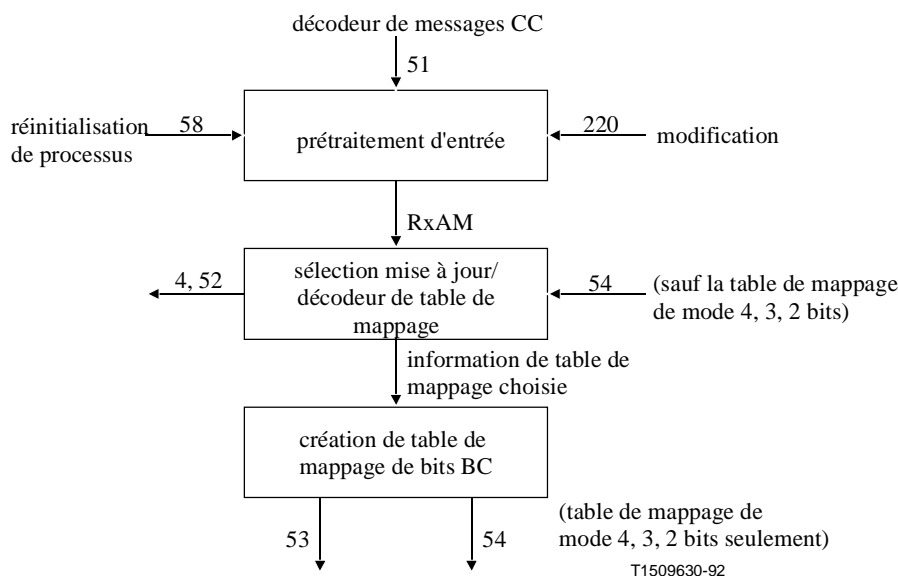 décodeur de messages CC
51
réinitialisation
de processus
58
prétraitement d'entrée
220
modification
RxAM
4, 52
sélection mise à jour/
décodeur de table de
mappage
54
(sauf la table de mappage
de mode 4, 3, 2 bits)
information de table de
mappage choisie
création de table de
mappage de bits BC
53
54
(table de mappage de
mode 4, 3, 2 bits seulement)
T1509630-92